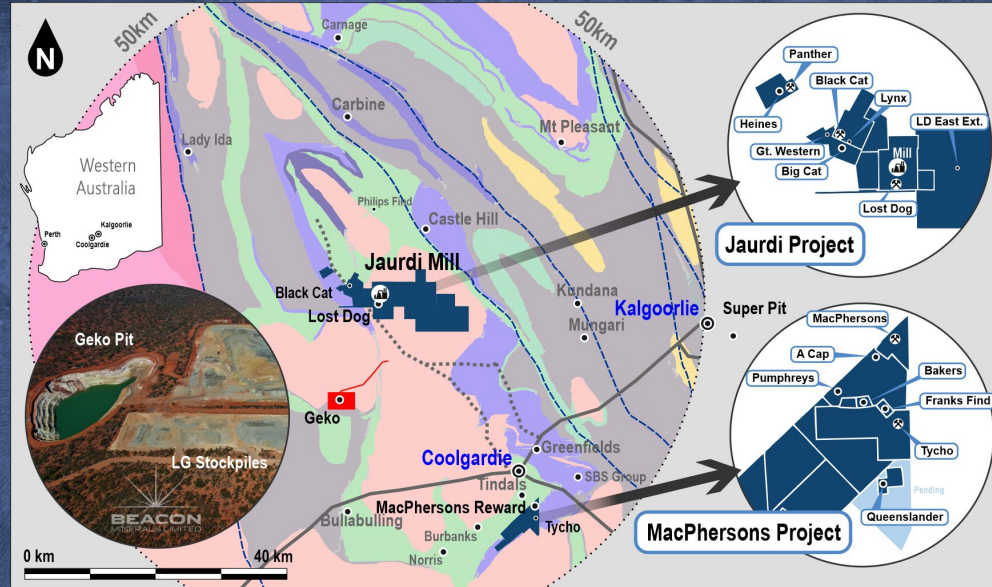 50km
50km
N
Carnage
Carbine
Lady Ida
Mt Pleasant
Western
Australia
Kalgoorlie
Perth
Coolgardie
Philips Find
Castle Hill
Jaurdi Mill
Black Cat
Lost Dog
Kundana
Mungari
Kalgoorlie
Super Pit
Geko
Greenfields
Coolgardie
Tindals
SBS Group
MacPhersons Reward
Tycho
Bullabulling
Burbanks
Norris
Geko Pit
LG Stockpiles
BEACON
MINERALS LIMITED
0 km
40 km
Panther
Black Cat
Lynx
Heines
LD East Ext.
Mill
Gt. Western
Big Cat
Lost Dog
Jaurdi Project
MacPhersons
A Cap
Bakers
Pumphreys
Franks Find
Tycho
Pending
Queenslander
MacPhersons Project